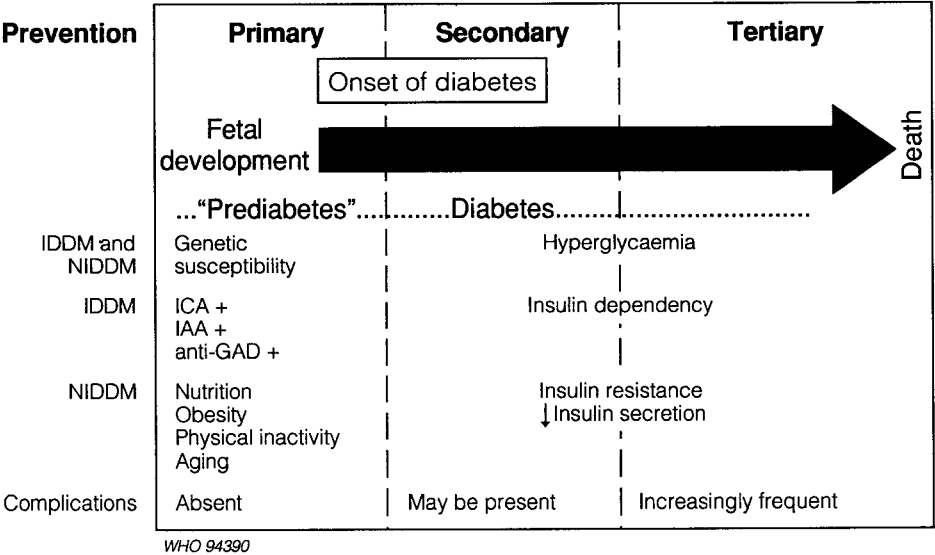 Prevention Primary Secondary Tertiary
Onset of diabetes
Fetal
development
Death
..."Prediabetes"..........Diabetes................................
IDDM and Genetic Hyperglycaemia
NIDDM susceptibility
IDDM ICA + Insulin dependency
IAA +
anti-GAD +
NIDDM Nutrition Insulin resistance
Obesity ↓Insulin secretion
Physical inactivity
Aging
Complications Absent May be present Increasingly frequent
WHO 94390